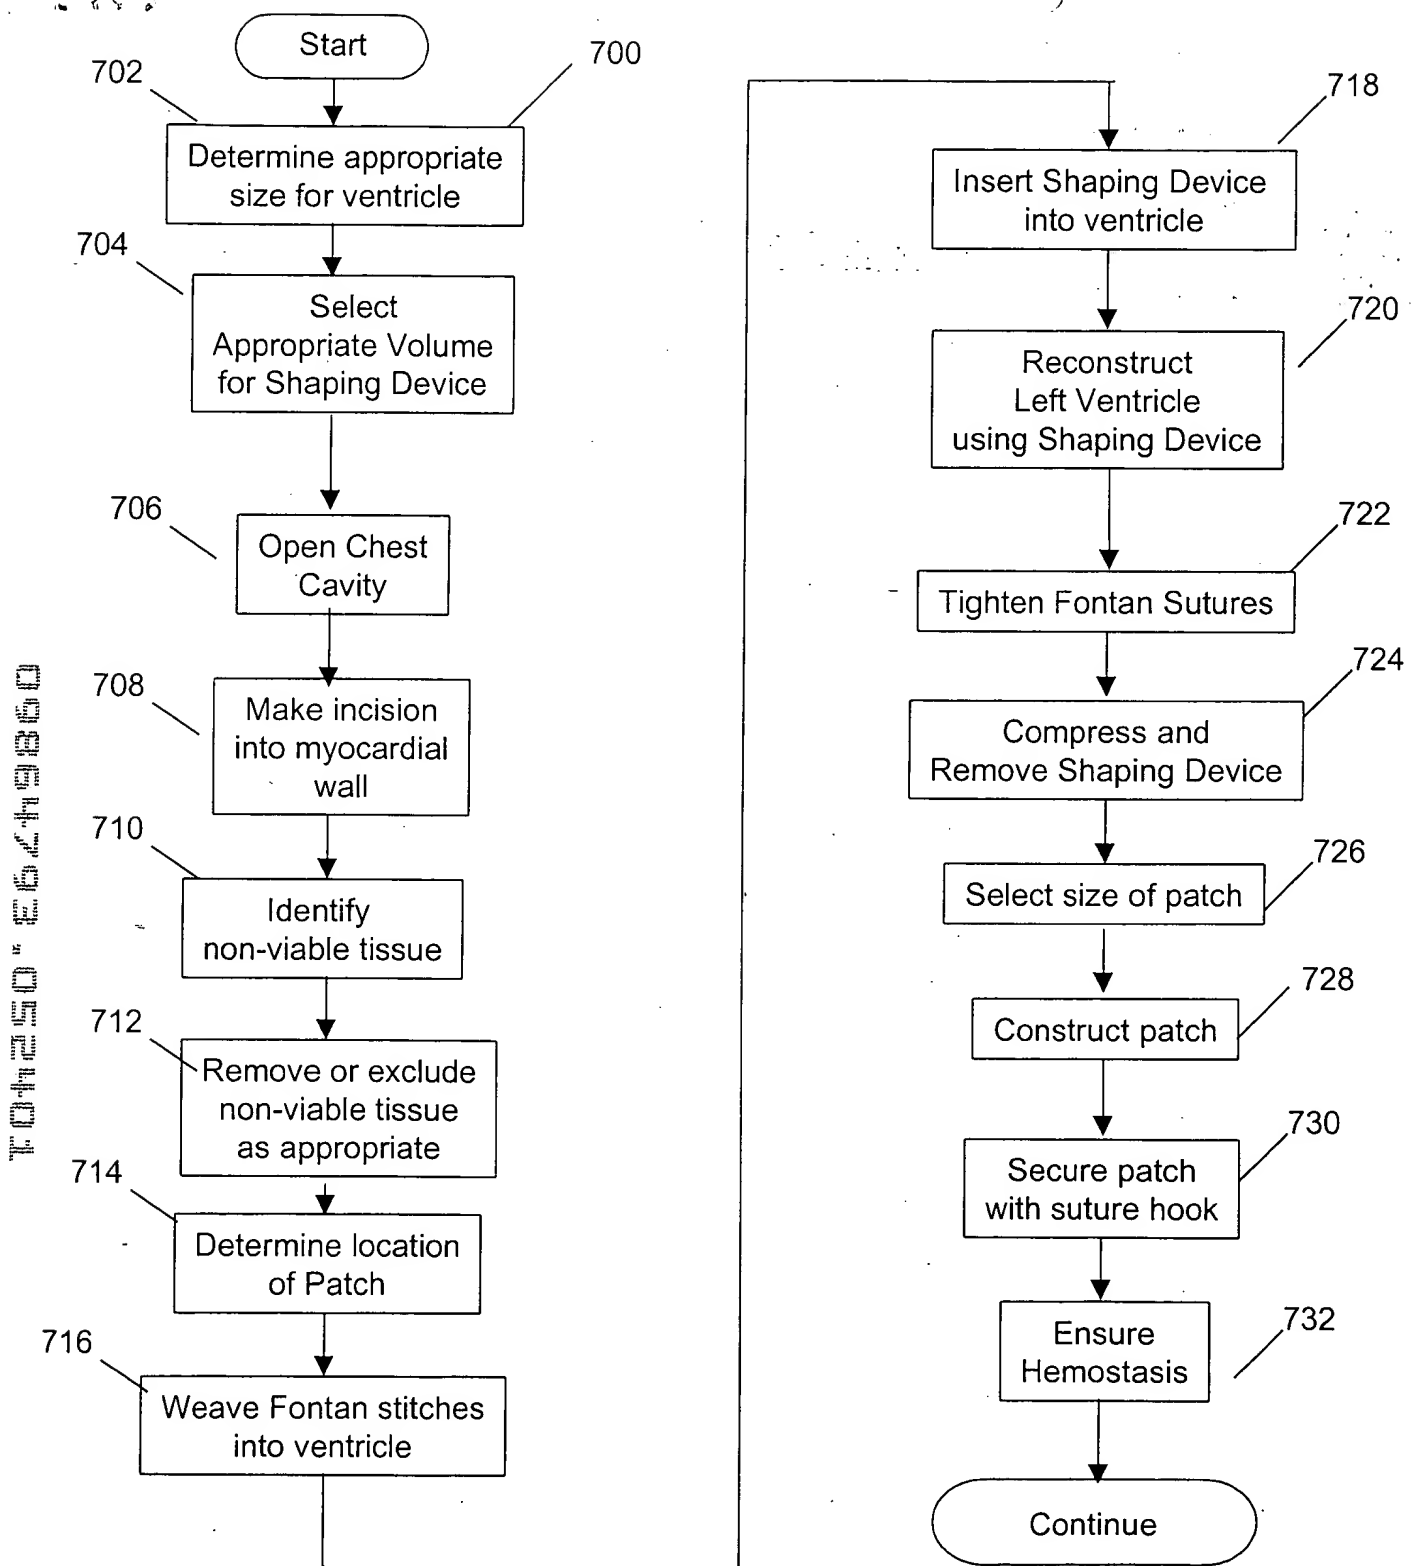 Start
700
702
Determine appropriate
size for ventricle
704
Select
Appropriate Volume
for Shaping Device
706
Open Chest
Cavity
708
Make incision
into myocardial
wall
710
Identify
non-viable tissue
712
Remove or exclude
non-viable tissue
as appropriate
714
Determine location
of Patch
716
Weave Fontan stitches
into ventricle
718
Insert Shaping Device
into ventricle
720
Reconstruct
Left Ventricle
using Shaping Device
722
Tighten Fontan Sutures
724
Compress and
Remove Shaping Device
726
Select size of patch
728
Construct patch
730
Secure patch
with suture hook
732
Ensure
Hemostasis
Continue